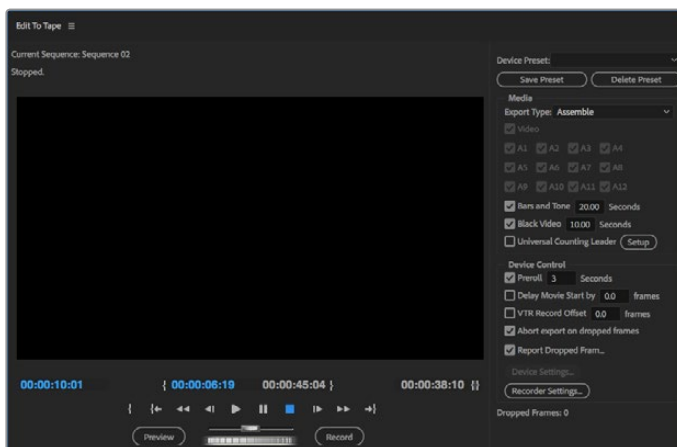 Edit To Tape
Current Sequence: Sequence 02
Stopped.
00:00:10:01
{ 00:00:06:19
00:00:45:04 }
00:00:38:10 {}
Preview
Record
Device Preset:
Save Preset
Delete Preset
Media
Export Type: Assemble
Video
A1 A2 A3 A4
A5 A6 A7 A8
A9 A10 A11 A12
Bars and Tone 20.00 Seconds
Black Video 10.00 Seconds
Universal Counting Leader Setup
Device Control
Preroll 3 Seconds
Delay Movie Start by 0.0 frames
VTR Record Offset 0.0 frames
Abort export on dropped frames
Report Dropped Fram...
Device Settings...
Recorder Settings...
Dropped Frames: 0